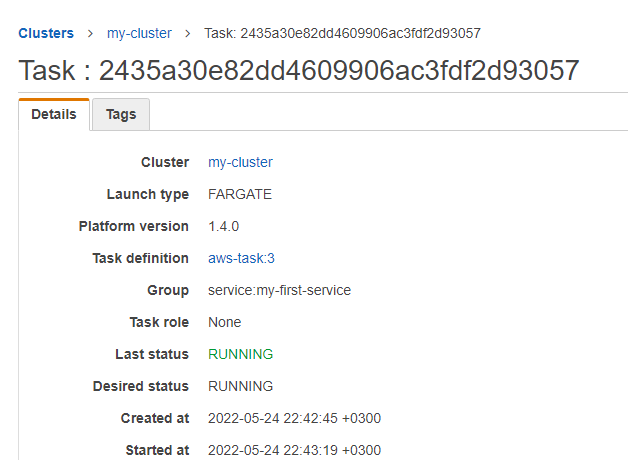 Clusters > my-cluster > Task: 2435a30e82dd4609906ac3fdf2d93057
Task : 2435a30e82dd4609906ac3fdf2d93057
Details Tags
Cluster my-cluster
Launch type FARGATE
Platform version 1.4.0
Task definition aws-task:3
Group service:my-first-service
Task role None
Last status RUNNING
Desired status RUNNING
Created at 2022-05-24 22:42:45 +0300
Started at 2022-05-24 22:43:19 +0300